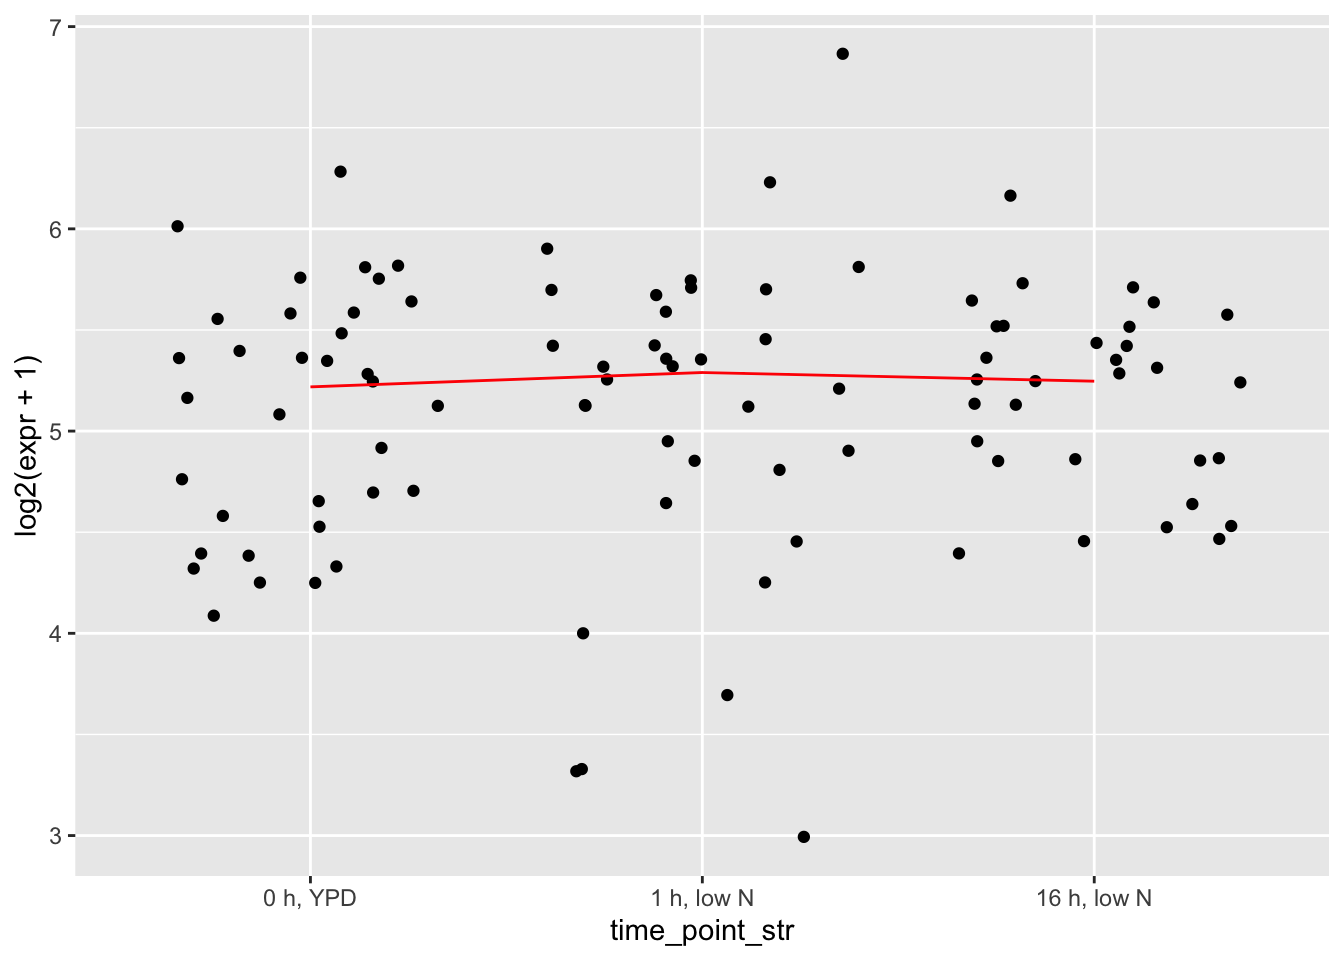 7
6
5
4
3
log2(expr + 1)
0 h, YPD
1 h, low N
16 h, low N
time_point_str